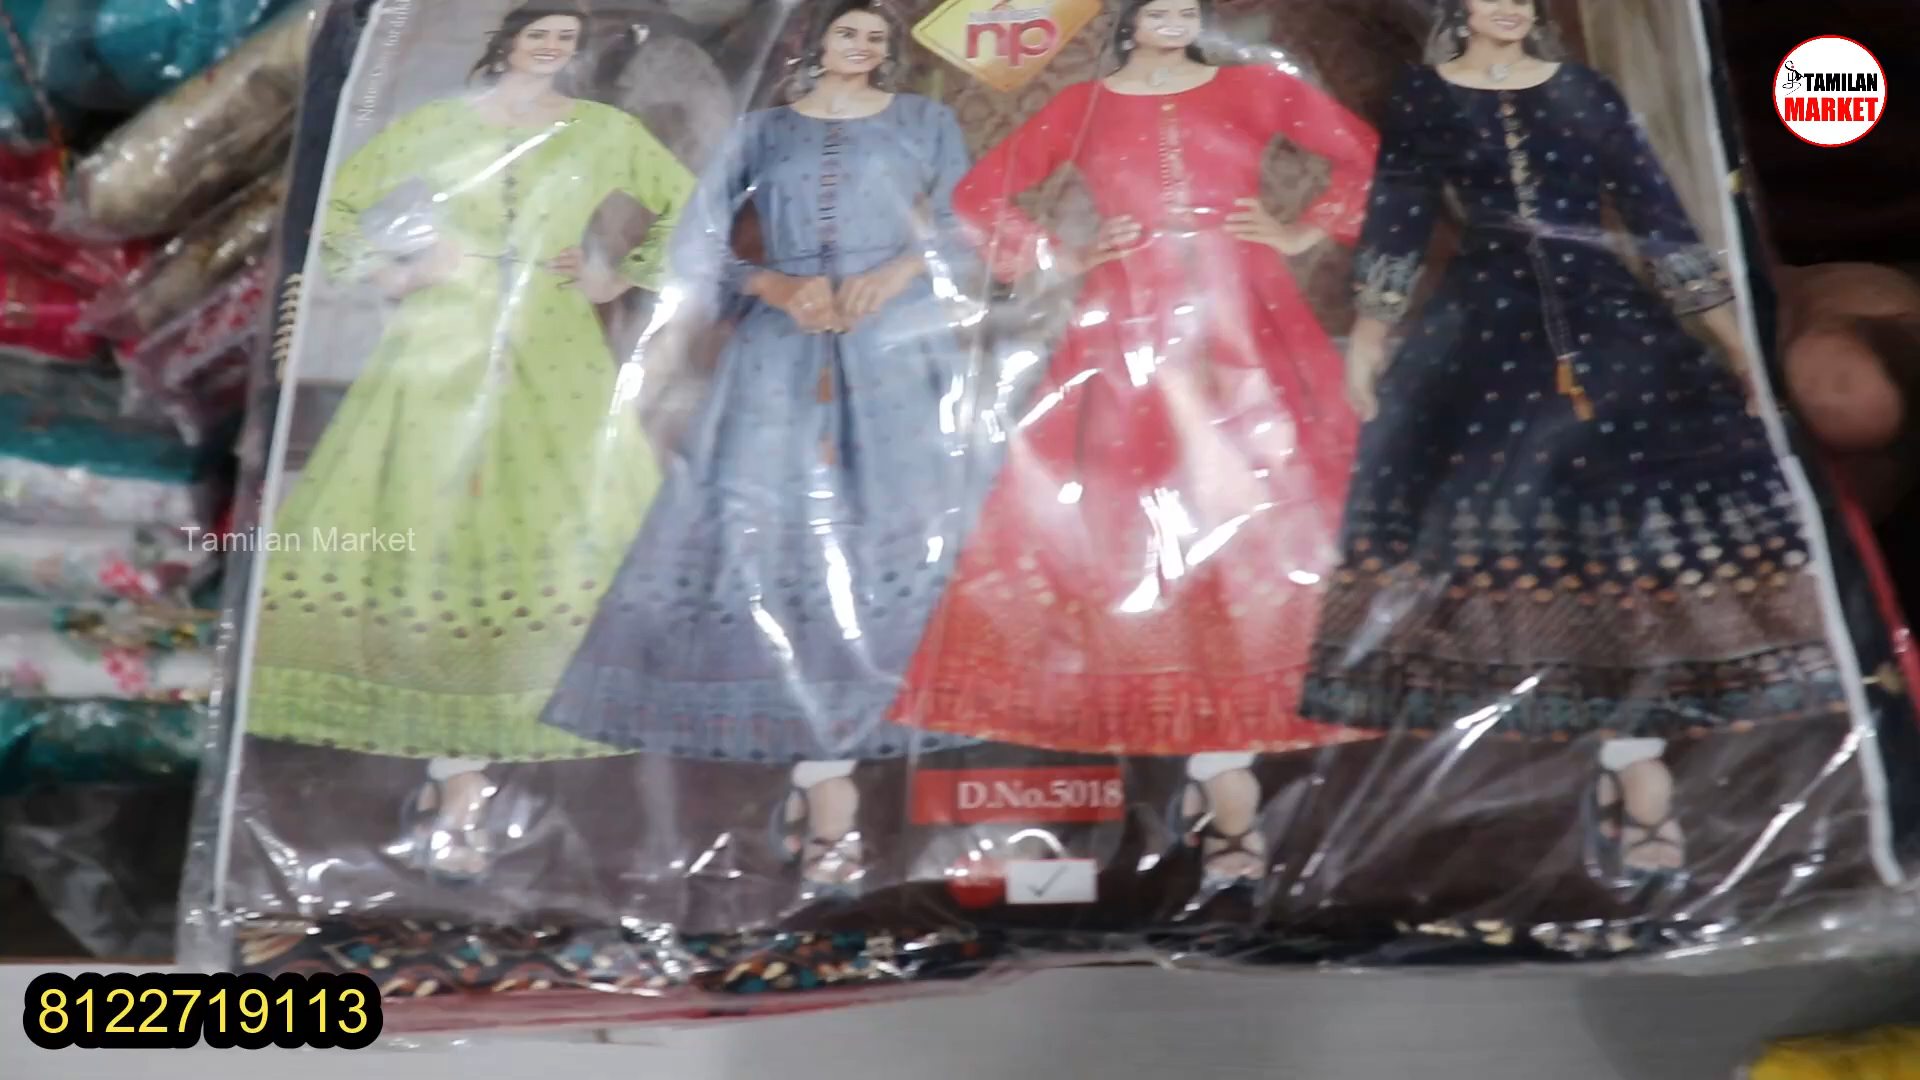 np
TAMILAN
MARKET
Tamilan Market
D.No.5018
8122719113